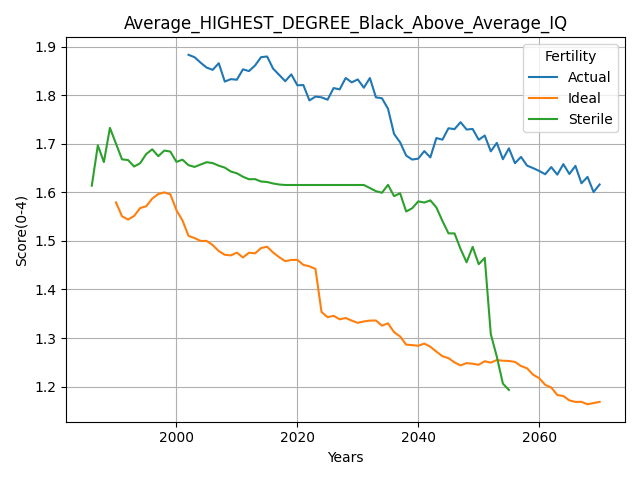 Average_HIGHEST_DEGREE_Black_Above_Average_IQ
Fertility
Actual
Ideal
Sterile
Score(0-4)
1.9
1.8
1.7
1.6
1.5
1.4
1.3
1.2
2000
2020
2040
2060
Years